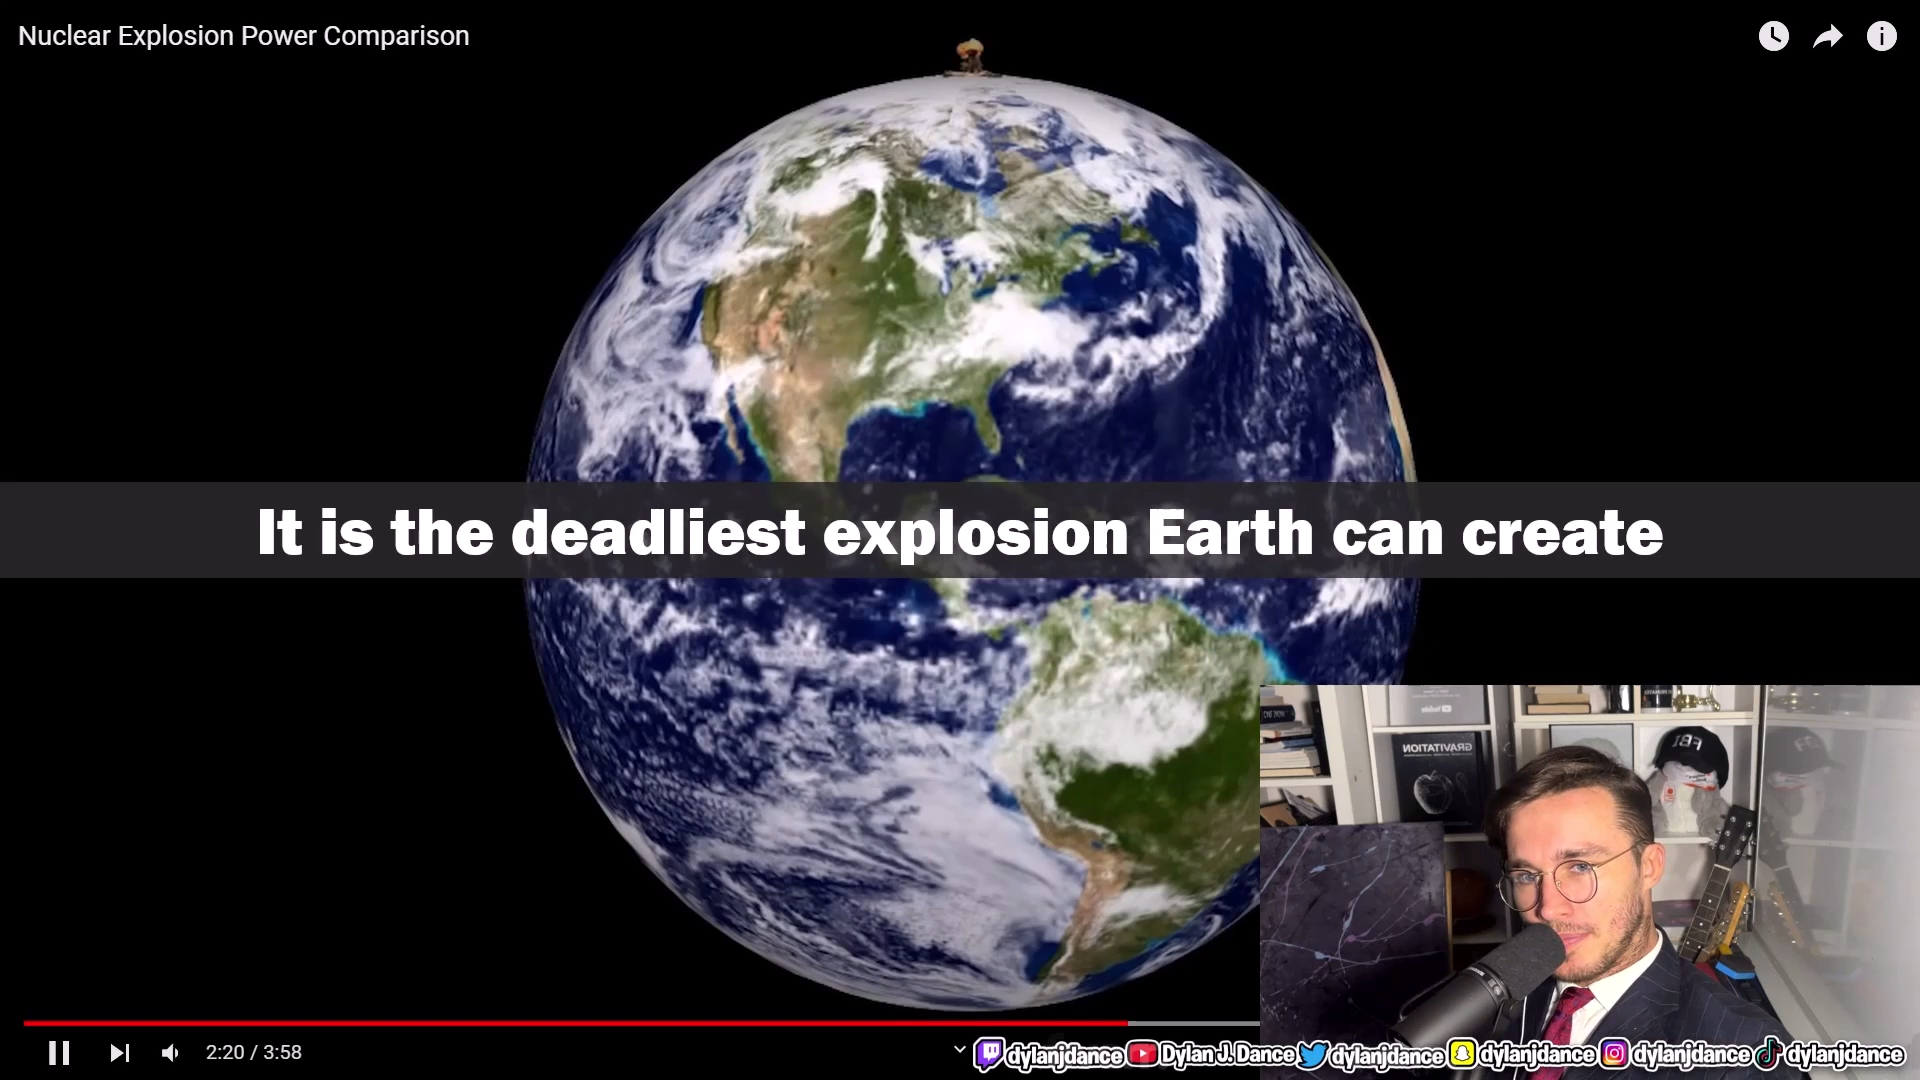 Nuclear Explosion Power Comparison
It is the deadliest explosion Earth can create
YouTube
GRAVITATION
FBI
2:20 / 3:58
dylanjdance
Dylan J. Dance
dylanjdance
dylanjdance
dylanjdance
dylanjdance